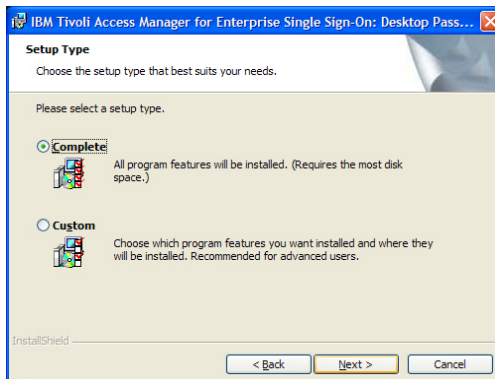 IBM Tivoli Access Manager for Enterprise Single Sign-On: Desktop Pass...
Setup Type
Choose the setup type that best suits your needs.
Please select a setup type.
Complete
All program features will be installed. (Requires the most disk
space.)
Custom
Choose which program features you want installed and where they
will be installed. Recommended for advanced users.
InstallShield
< Back Next > Cancel